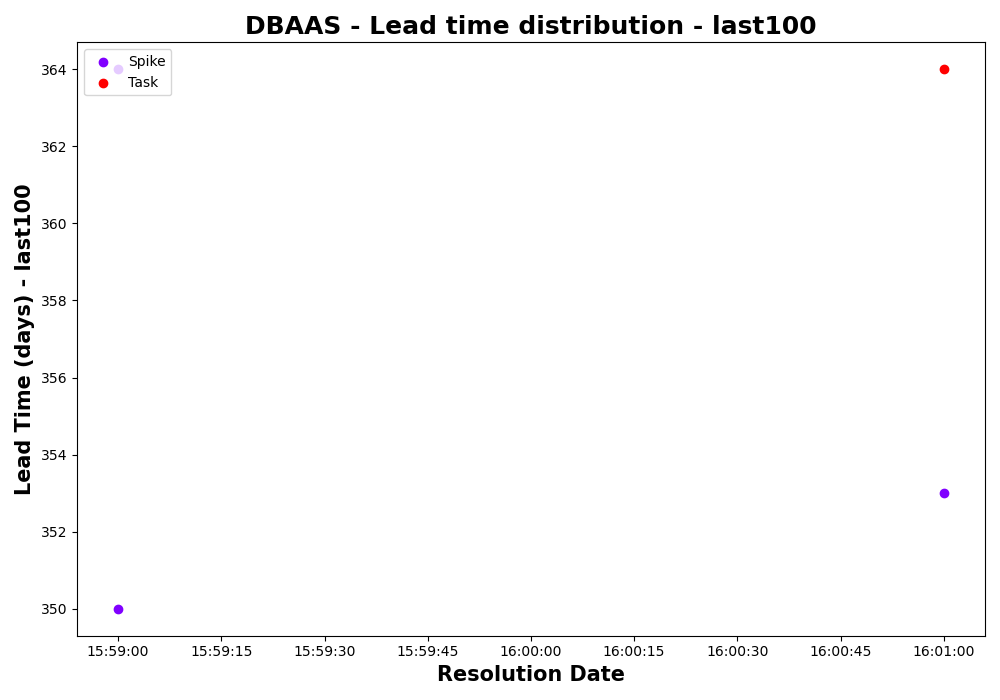 DBAAS - Lead time distribution - last100
Spike
Task
Lead Time (days) - last100
364
362
360
358
356
354
352
350
15:59:00 15:59:15 15:59:30 15:59:45 16:00:00 16:00:15 16:00:30 16:00:45 16:01:00
Resolution Date